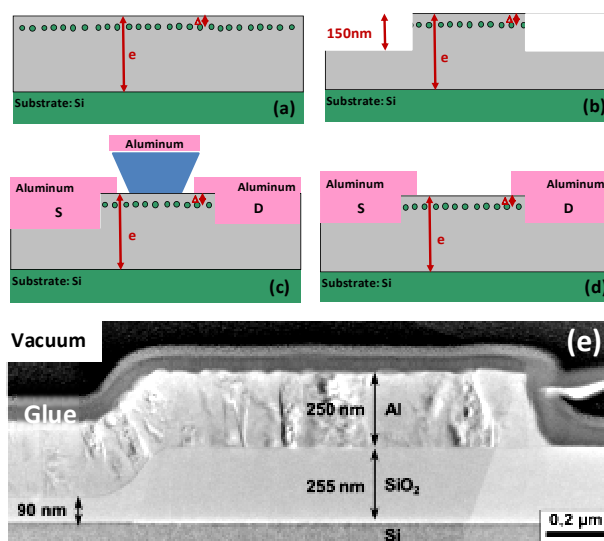 Δ
e
Substrate: Si
(a)
150nm
Δ
e
Substrate: Si
(b)
Aluminum
Aluminum
Aluminum
S
Δ
D
e
Substrate: Si
(c)
Aluminum
Aluminum
S
Δ
D
e
Substrate: Si
(d)
Vacuum
(e)
Glue
250 nm
Al
255 nm
SiO₂
90 nm
Si
0,2 µm